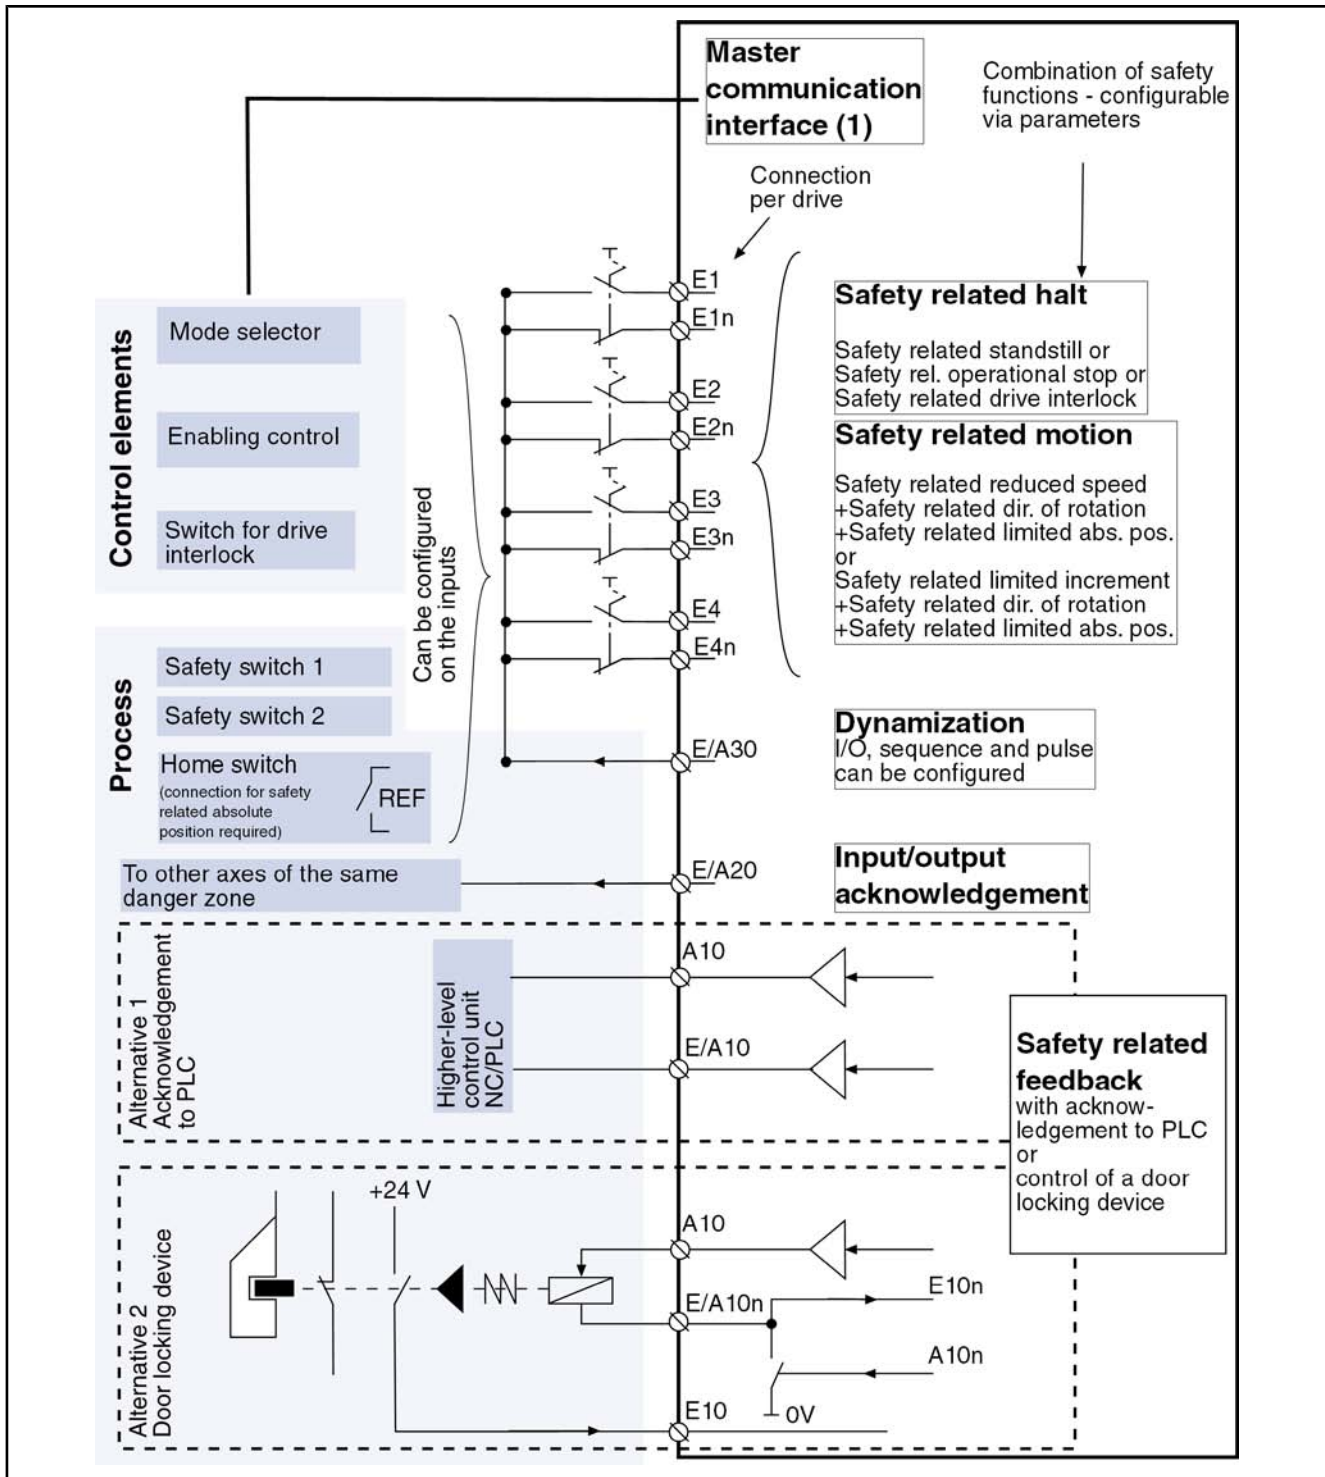 Master
communication
interface (1)
Combination of safety
functions - configurable
via parameters
Connection
per drive
E1
E1n
E2
E2n
E3
E3n
E4
E4n
Safety related halt
Safety related standstill or
Safety rel. operational stop or
Safety related drive interlock
Safety related motion
Safety related reduced speed
+Safety related dir. of rotation
+Safety related limited abs. pos.
or
Safety related limited increment
+Safety related dir. of rotation
+Safety related limited abs. pos.
Control elements
Mode selector
Enabling control
Switch for drive
interlock
Can be configured
on the inputs
Process
Safety switch 1
Safety switch 2
Home switch
(connection for safety
related absolute
position required)
REF
E/A30
Dynamization
I/O, sequence and pulse
can be configured
To other axes of the same
danger zone
E/A20
Input/output
acknowledgement
Alternative 1
Acknowledgement
to PLC
Higher-level
control unit
NC/PLC
A10
E/A10
Safety related
feedback
with acknow-
ledgement to PLC
or
control of a door
locking device
Alternative 2
Door locking device
+24 V
A10
E/A10n
E10n
A10n
0V
E10